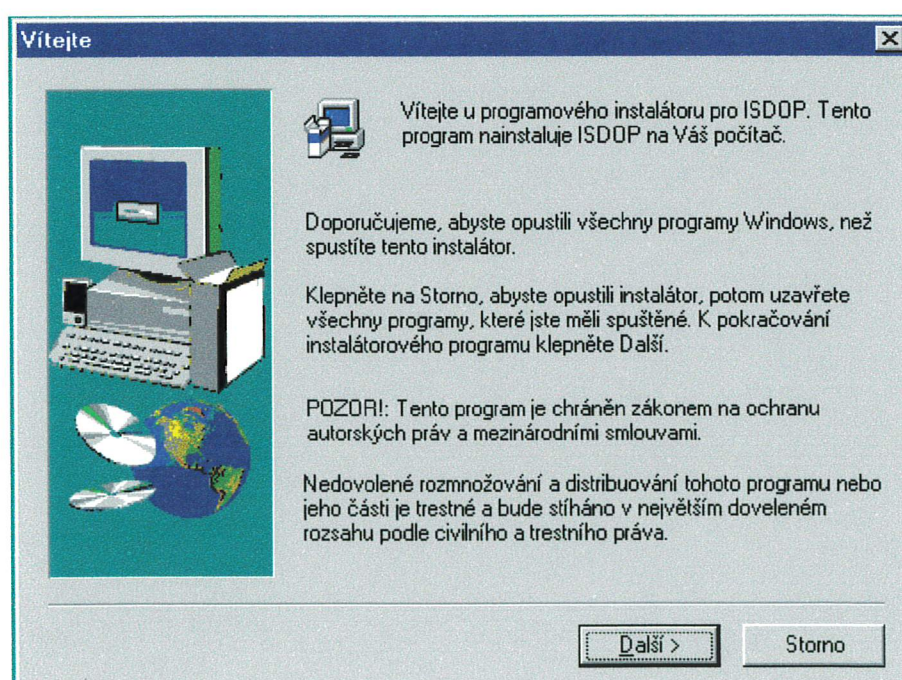 Vítejte
Vítejte u programového instalátoru pro ISDOP. Tento
program nainstaluje ISDOP na Váš počítač.
Doporučujeme, abyste opustili všechny programy Windows, než
spustíte tento instalátor.
Klepněte na Storno, abyste opustili instalátor, potom uzavřete
všechny programy, které jste měli spuštěné. K pokračování
instalátorového programu klepněte Další.
POZOR!: Tento program je chráněn zákonem na ochranu
autorských práv a mezinárodními smlouvami.
Nedovolené rozmnožování a distribuování tohoto programu nebo
jeho části je trestné a bude stíháno v největším doveleném
rozsahu podle civilního a trestního práva.
Další >
Storno